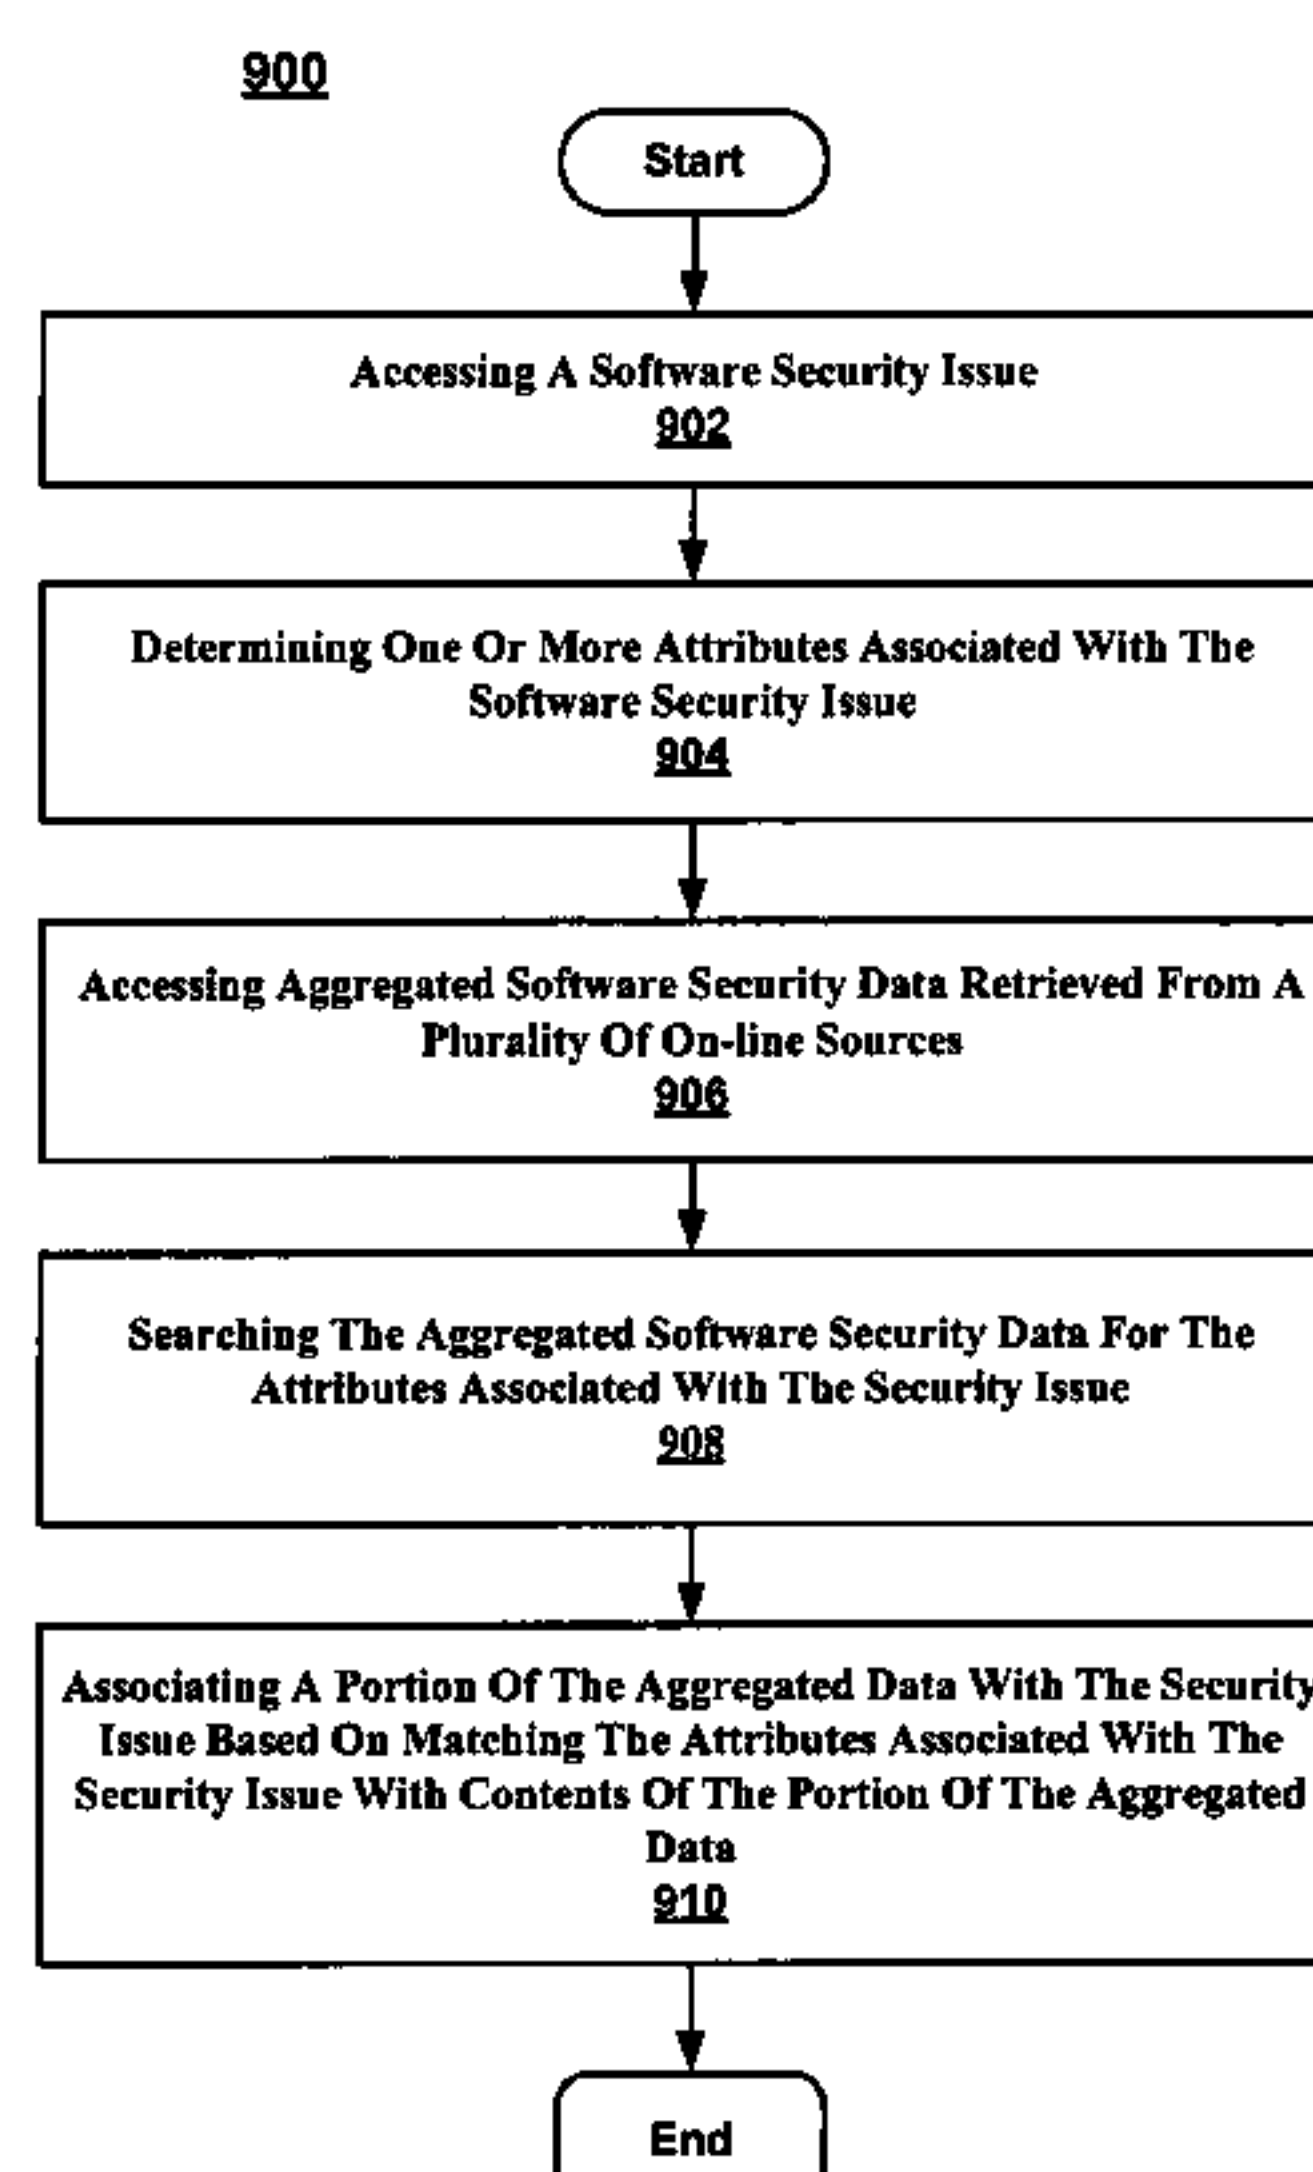 900
Start
Accessing A Software Security Issue
902
Determining One Or More Attributes Associated With The
Software Security Issue
904
Accessing Aggregated Software Security Data Retrieved From A
Plurality Of On-line Sources
906
Searching The Aggregated Software Security Data For The
Attributes Associated With The Security Issue
908
Associating A Portion Of The Aggregated Data With The Security
Issue Based On Matching The Attributes Associated With The
Security Issue With Contents Of The Portion Of The Aggregated
Data
910
End